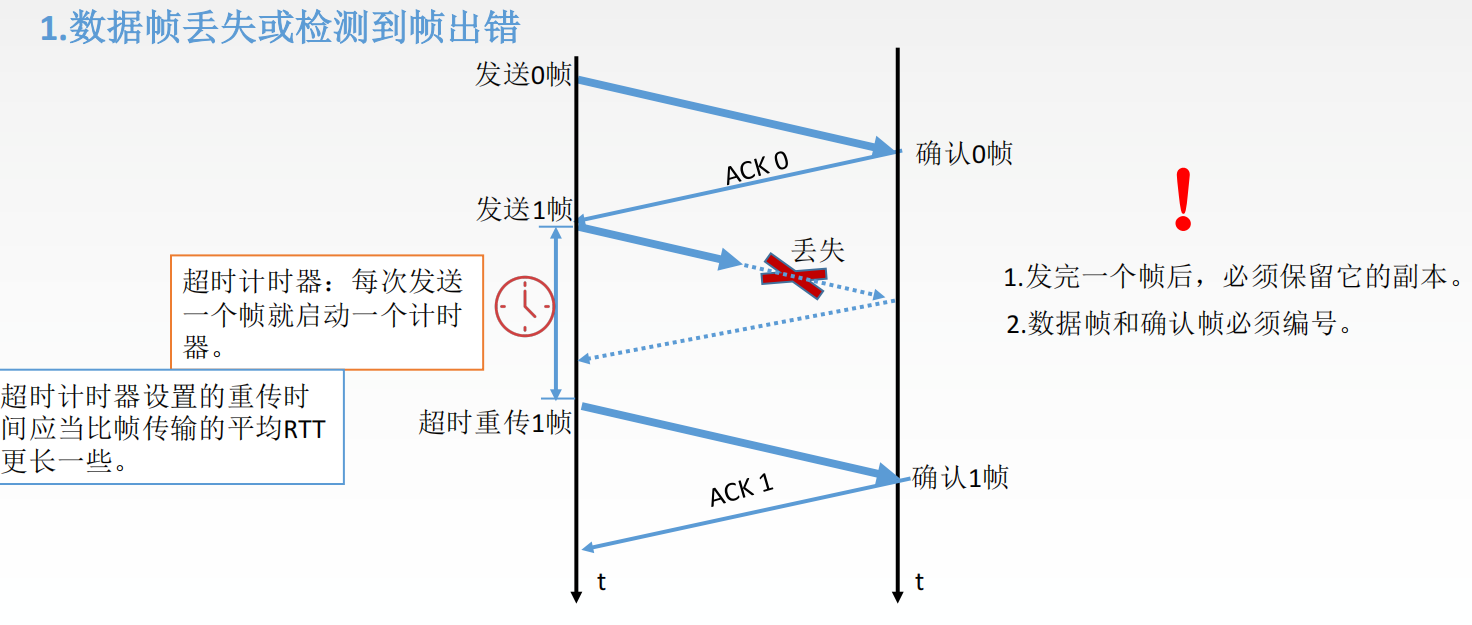 1.数据帧丢失或检测到帧出错
发送0帧
ACK 0
确认0帧
发送1帧
丢失
超时计时器：每次发送
一个帧就启动一个计时
器。
1.发完一个帧后，必须保留它的副本。
2.数据帧和确认帧必须编号。
超时计时器设置的重传时
间应当比帧传输的平均RTT
更长一些。
超时重传1帧
ACK 1
确认1帧
t
t